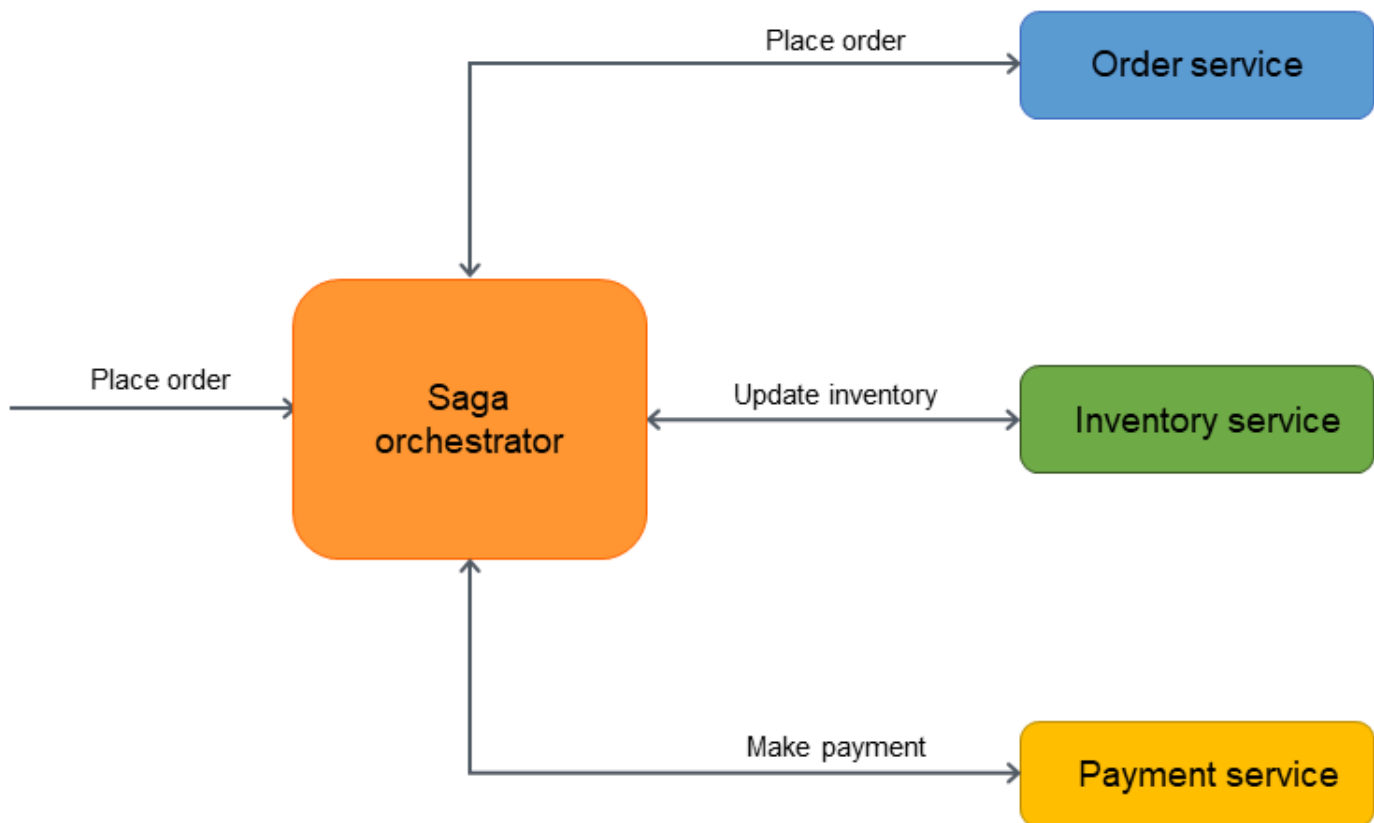 Place order
Order service
Place order
Saga
orchestrator
Update inventory
Inventory service
Make payment
Payment service